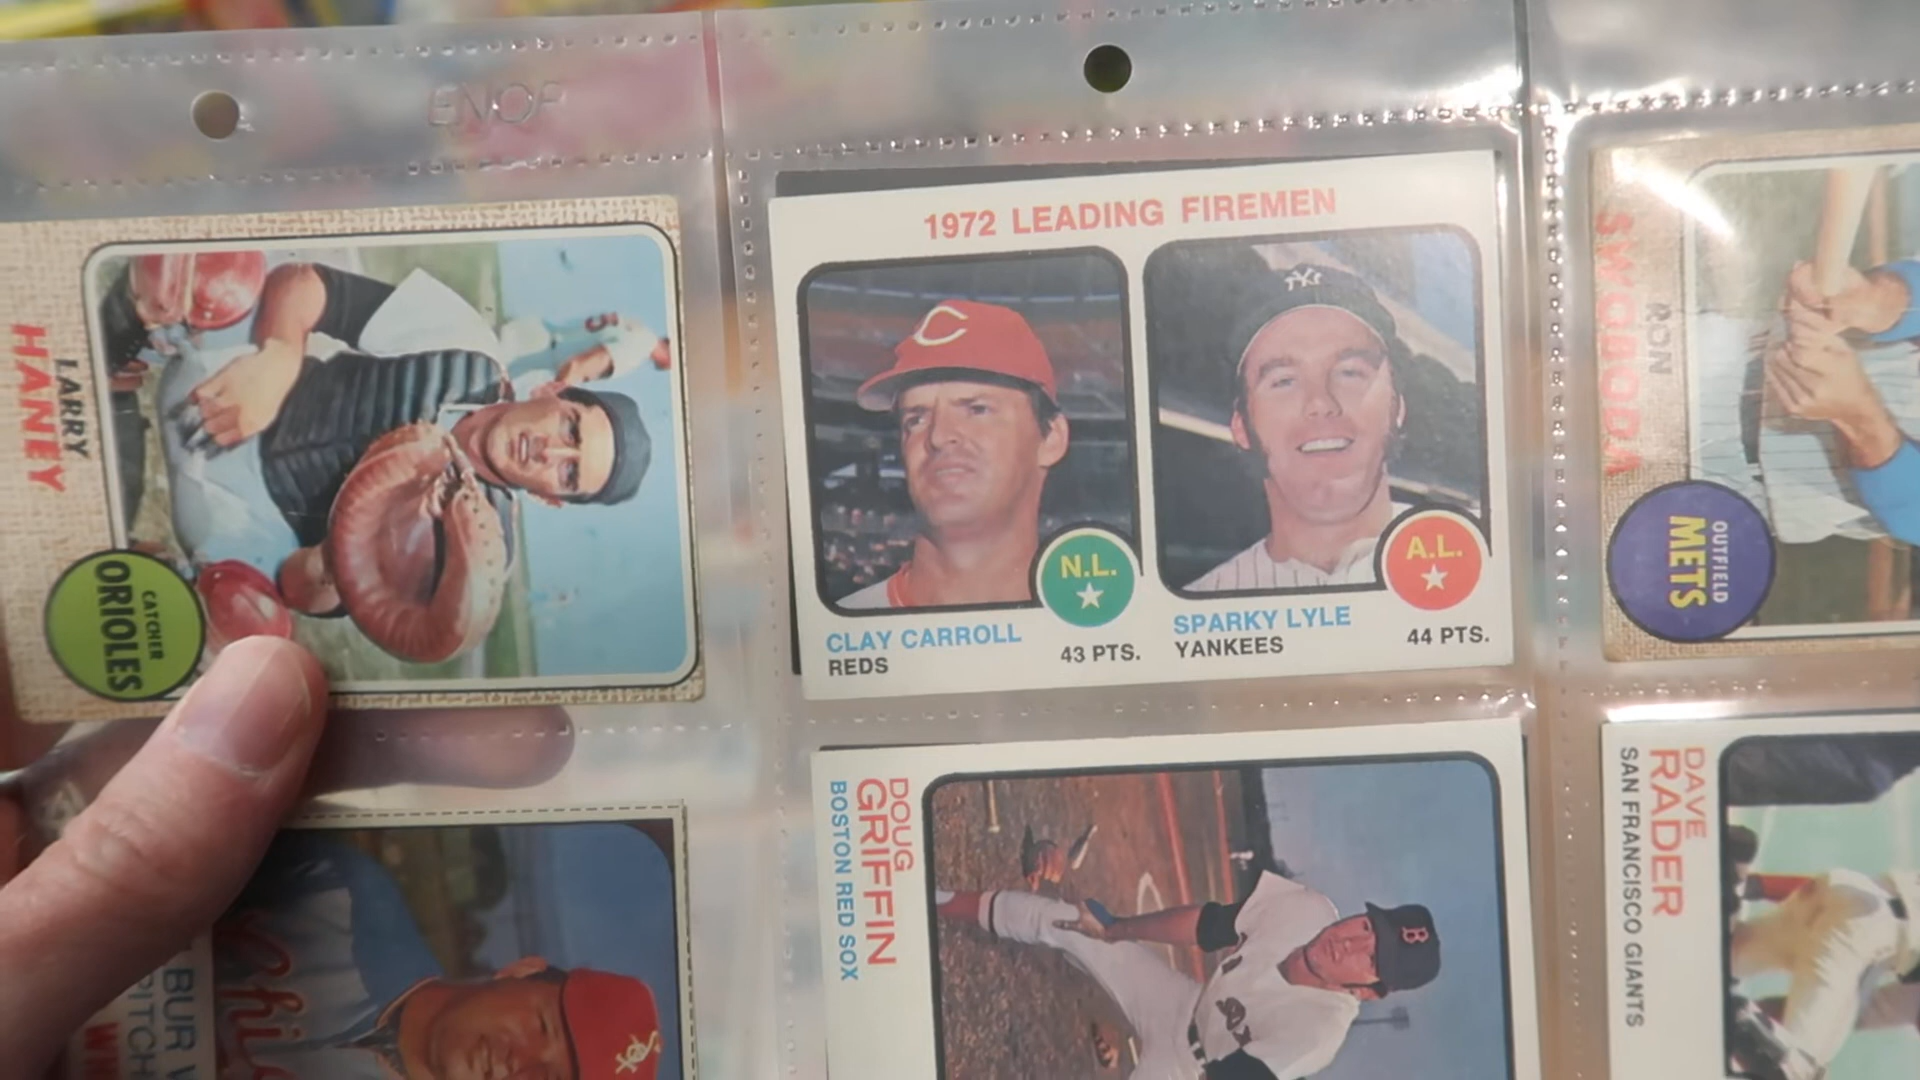 LARRY
HANEY
CATCHER
ORIOLES
1972 LEADING FIREMEN
C
N.L.
A.L.
CLAY CARROLL
REDS
43 PTS.
SPARKY LYLE
YANKEES
44 PTS.
RON
SWOBODA
OUTFIELD
METS
DOUG
GRIFFIN
BOSTON RED SOX
B
DAVE
RADER
SAN FRANCISCO GIANTS
BUR